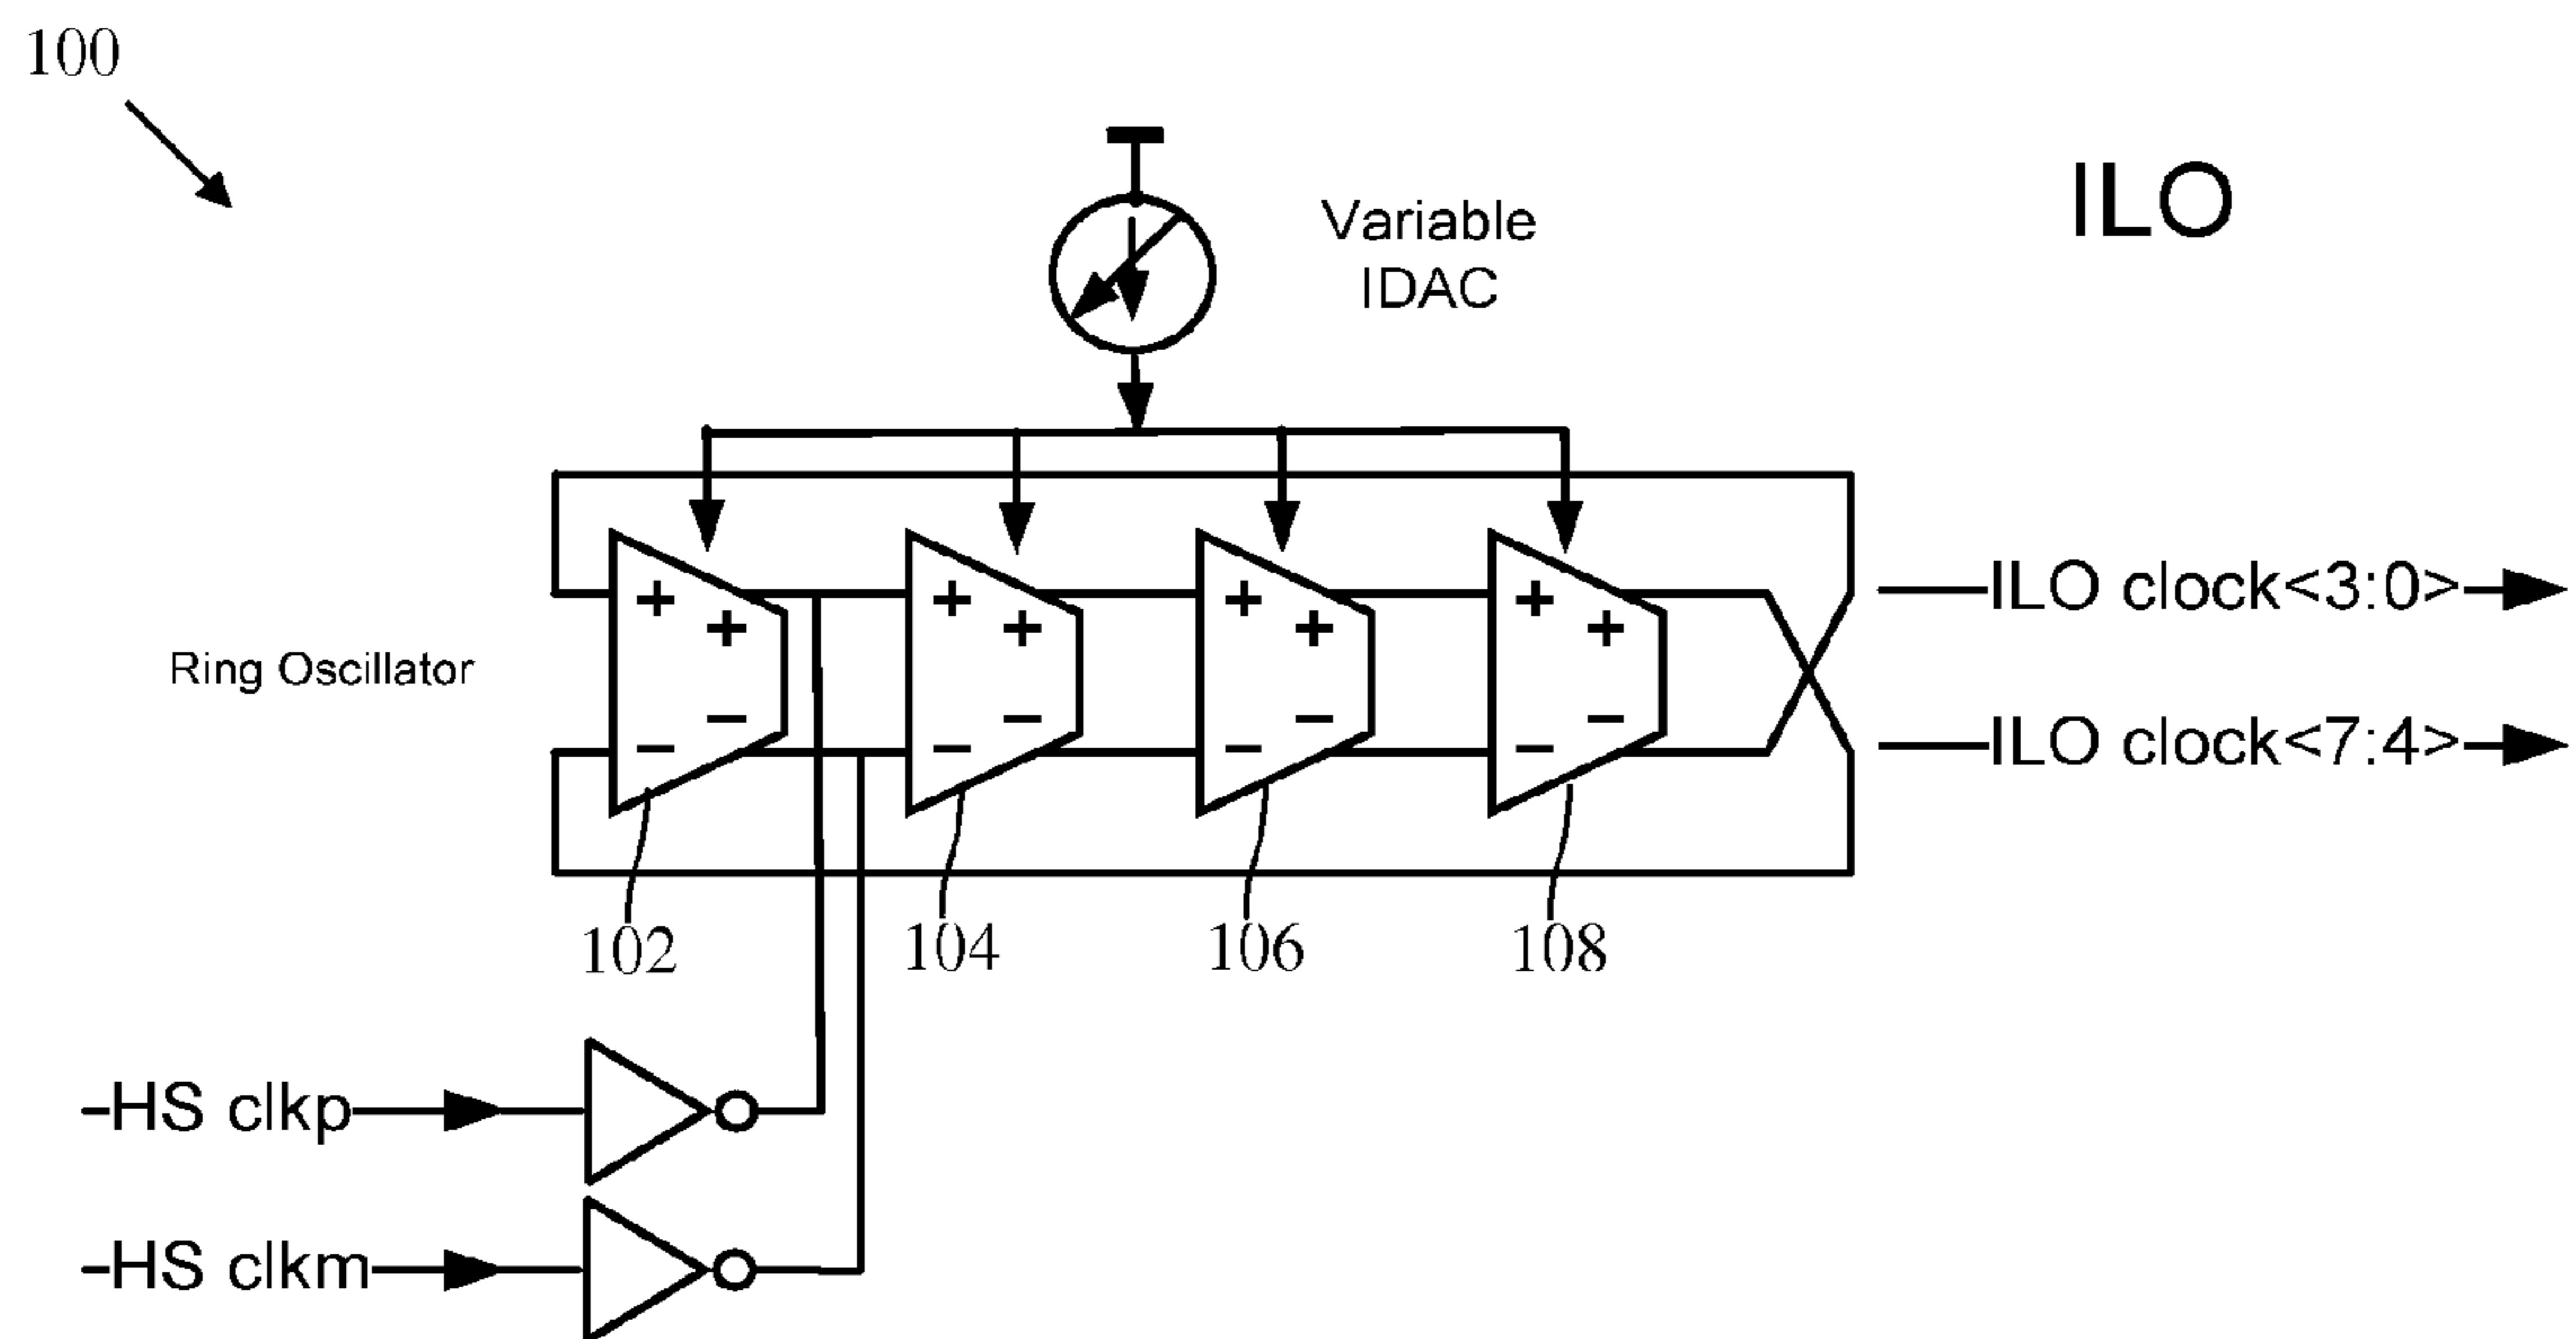 100
ILO
Variable
IDAC
+ + + +
+ + + +
Ring Oscillator
− − − −
− − − −
ILO clock<3:0>
ILO clock<7:4>
102
104
106
108
HS clkp
HS clkm